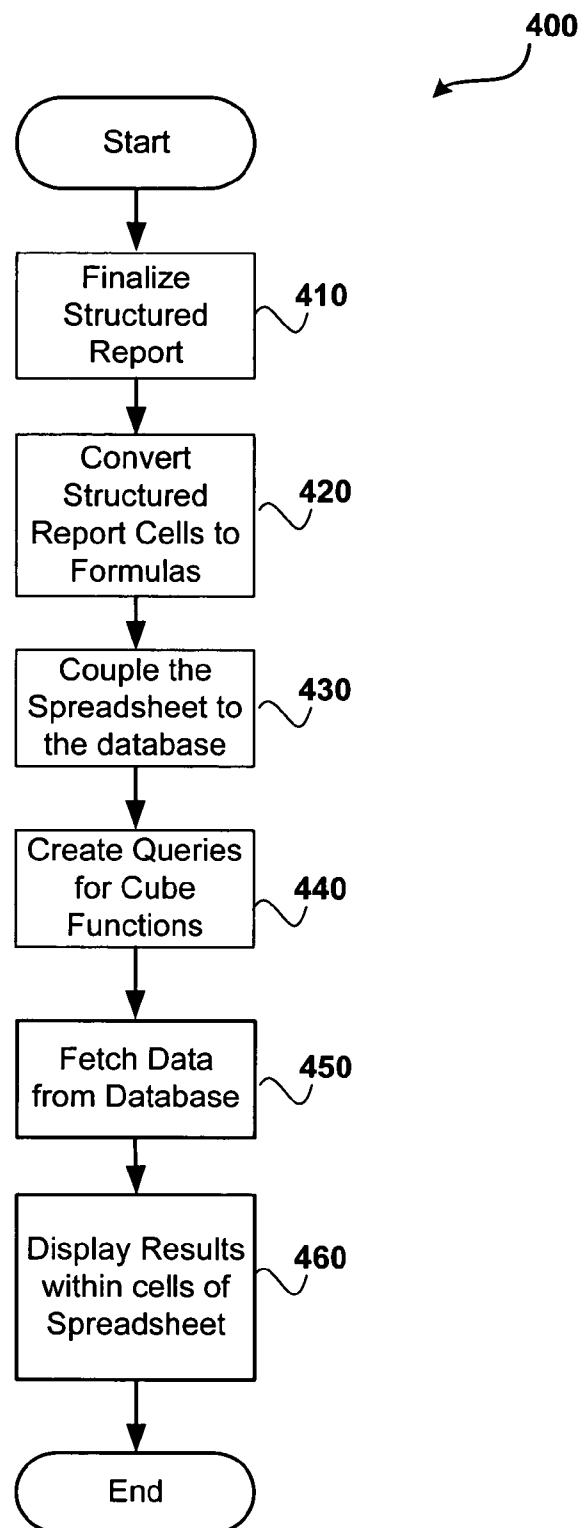 400
Start
Finalize
Structured
Report
410
Convert
Structured
Report Cells to
Formulas
420
Couple the
Spreadsheet to
the database
430
Create Queries
for Cube
Functions
440
Fetch Data
from Database
450
Display Results
within cells of
Spreadsheet
460
End